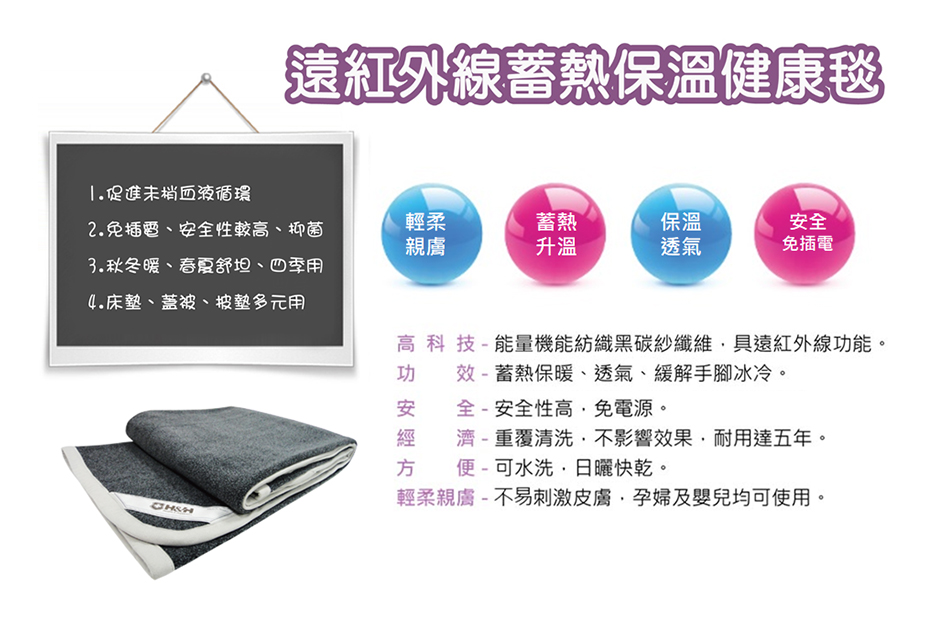 遠紅外線蓄熱保溫健康毯
1.促進末梢血液循環
2.免插電、安全性較高、抑菌
3.秋冬暖、春夏舒坦、四季用
4.床墊、蓋被、披墊多元用
輕柔
親膚
蓄熱
升溫
保溫
透氣
安全
免插電
高科技-能量機能紡織黑碳紗纖維，具遠紅外線功能。
功效-蓄熱保暖、透氣、緩解手腳冰冷。
安全-安全性高，免電源。
經濟-重覆清洗，不影響效果，耐用達五年。
方便-可水洗，日曬快乾。
輕柔親膚-不易刺激皮膚，孕婦及嬰兒均可使用。
H&H